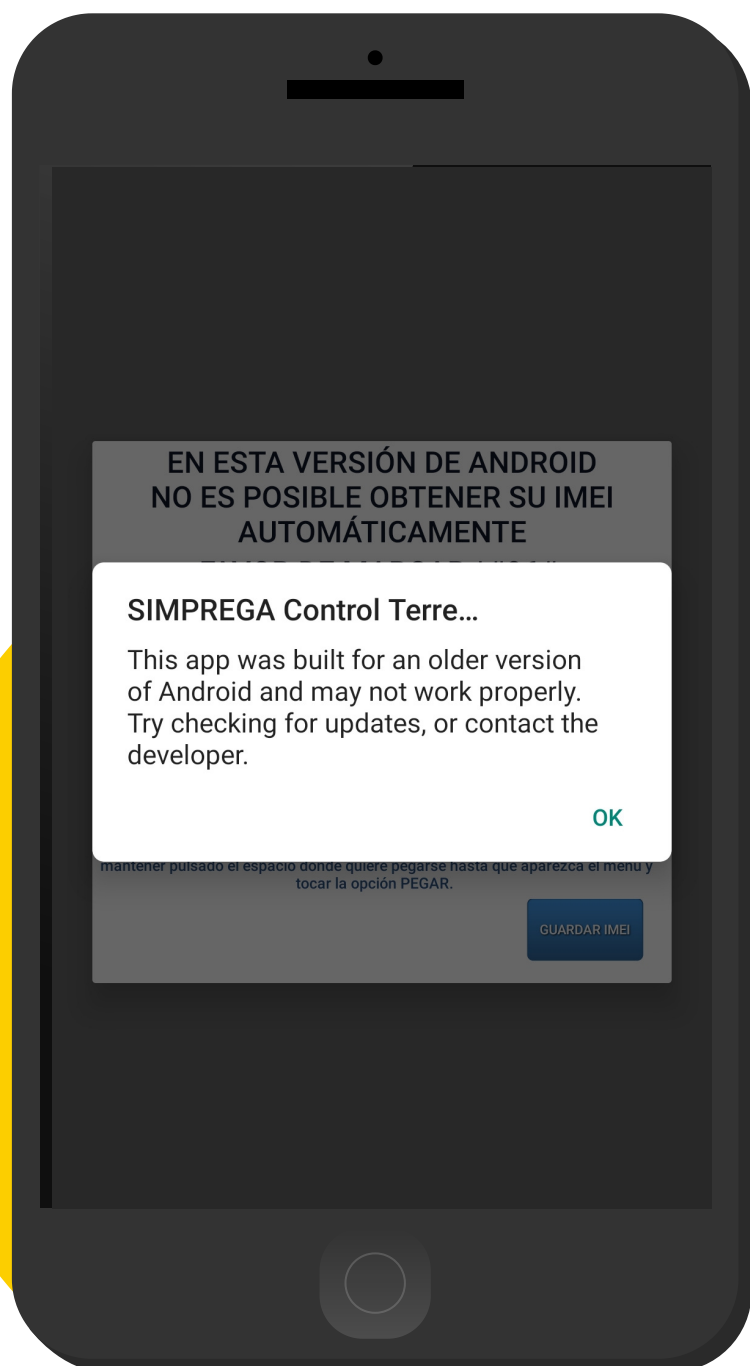 EN ESTA VERSIÓN DE ANDROID
NO ES POSIBLE OBTENER SU IMEI
AUTOMÁTICAMENTE
SIMPREGA Control Terre...
This app was built for an older version
of Android and may not work properly.
Try checking for updates, or contact the
developer.
OK
mantener pulsado el espacio donde quiere pegarse hasta que aparezca el menú y
tocar la opción PEGAR.
GUARDAR IMEI